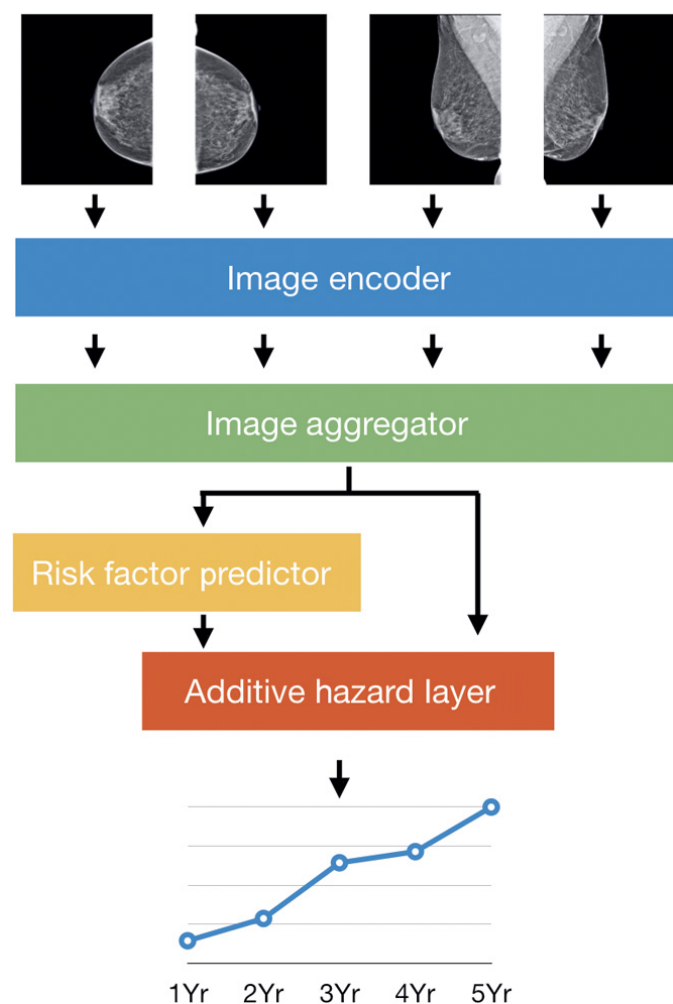 Image encoder
Image aggregator
Risk factor predictor
Additive hazard layer
1Yr 2Yr 3Yr 4Yr 5Yr